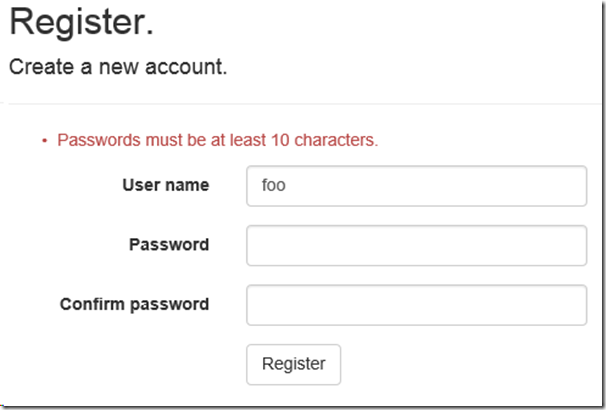 Register.
Create a new account.
• Passwords must be at least 10 characters.
User name foo
Password
Confirm password
Register